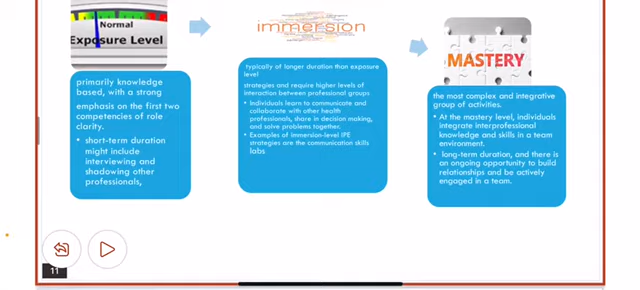 Normal
Exposure Level
primarily knowledge
based, with a strong
emphasis on the first two
competencies of role
clarity.
• short-term duration
might include
interviewing and
shadowing other
professionals,
immersion
typically of longer duration than exposure
level
strategies and require higher levels of
interaction between professional groups
• Individuals learn to communicate and
collaborate with other health
professionals, share in decision making,
and solve problems together.
• Examples of immersion-level IPE
strategies are the communication skills
labs
MASTERY
the most complex and integrative
group of activities.
• At the mastery level, individuals
integrate interprofessional
knowledge and skills in a team
environment.
• long-term duration, and there is
an ongoing opportunity to build
relationships and be actively
engaged in a team.
11